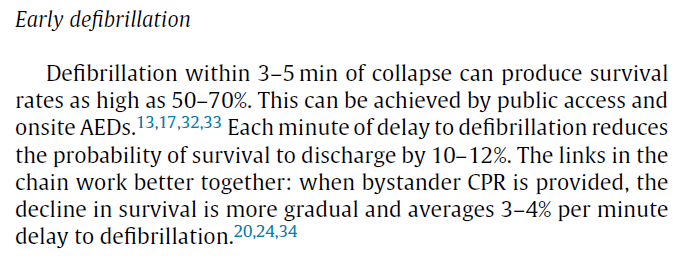 Early defibrillation
Defibrillation within 3–5 min of collapse can produce survival
rates as high as 50–70%. This can be achieved by public access and
onsite AEDs.13,17,32,33 Each minute of delay to defibrillation reduces
the probability of survival to discharge by 10–12%. The links in the
chain work better together: when bystander CPR is provided, the
decline in survival is more gradual and averages 3–4% per minute
delay to defibrillation.20,24,34